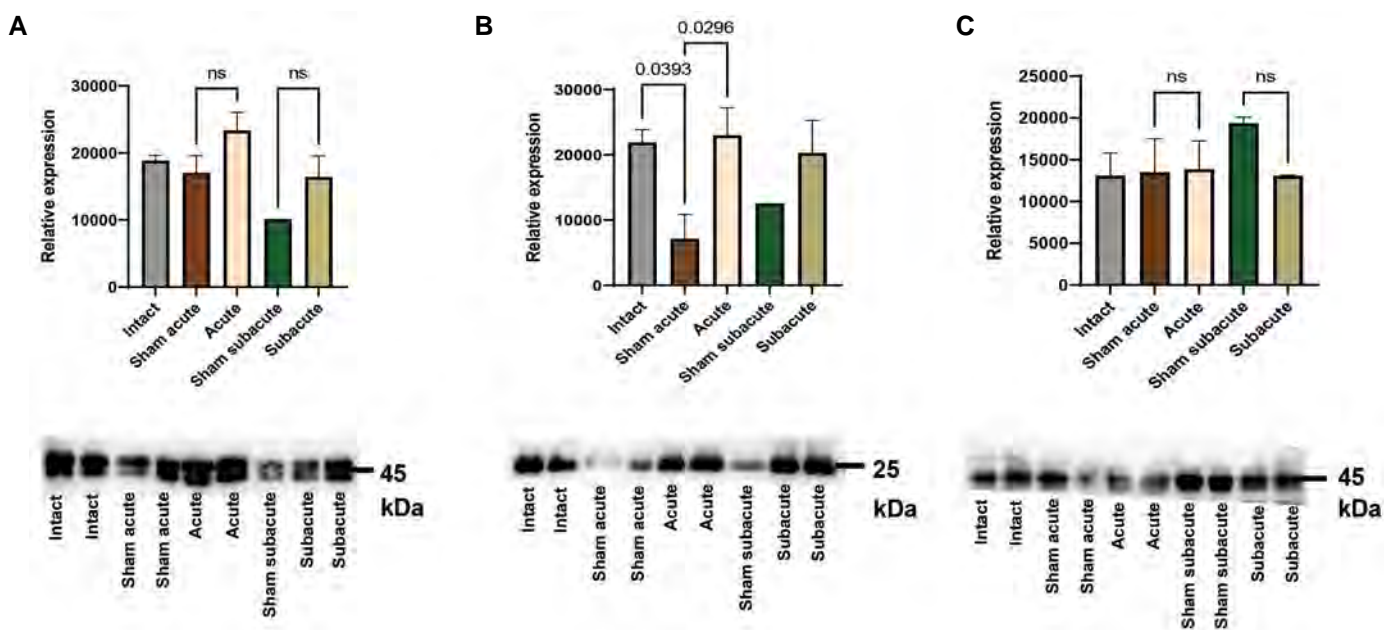 A
Relative expression
30000
20000
10000
0
ns
ns
Intact
Sham acute
Acute
Sham subacute
Subacute
45
kDa
Intact
Intact
Sham acute
Sham acute
Acute
Acute
Sham subacute
Subacute
Subacute
B
Relative expression
30000
20000
10000
0
0.0393
0.0296
Intact
Sham acute
Acute
Sham subacute
Subacute
25
kDa
Intact
Intact
Sham acute
Sham acute
Acute
Acute
Sham subacute
Subacute
Subacute
C
Relative expression
25000
20000
15000
10000
5000
0
ns
ns
Intact
Sham acute
Acute
Sham subacute
Subacute
45
kDa
Intact
Intact
Sham acute
Sham acute
Acute
Acute
Sham subacute
Sham subacute
Subacute
Subacute